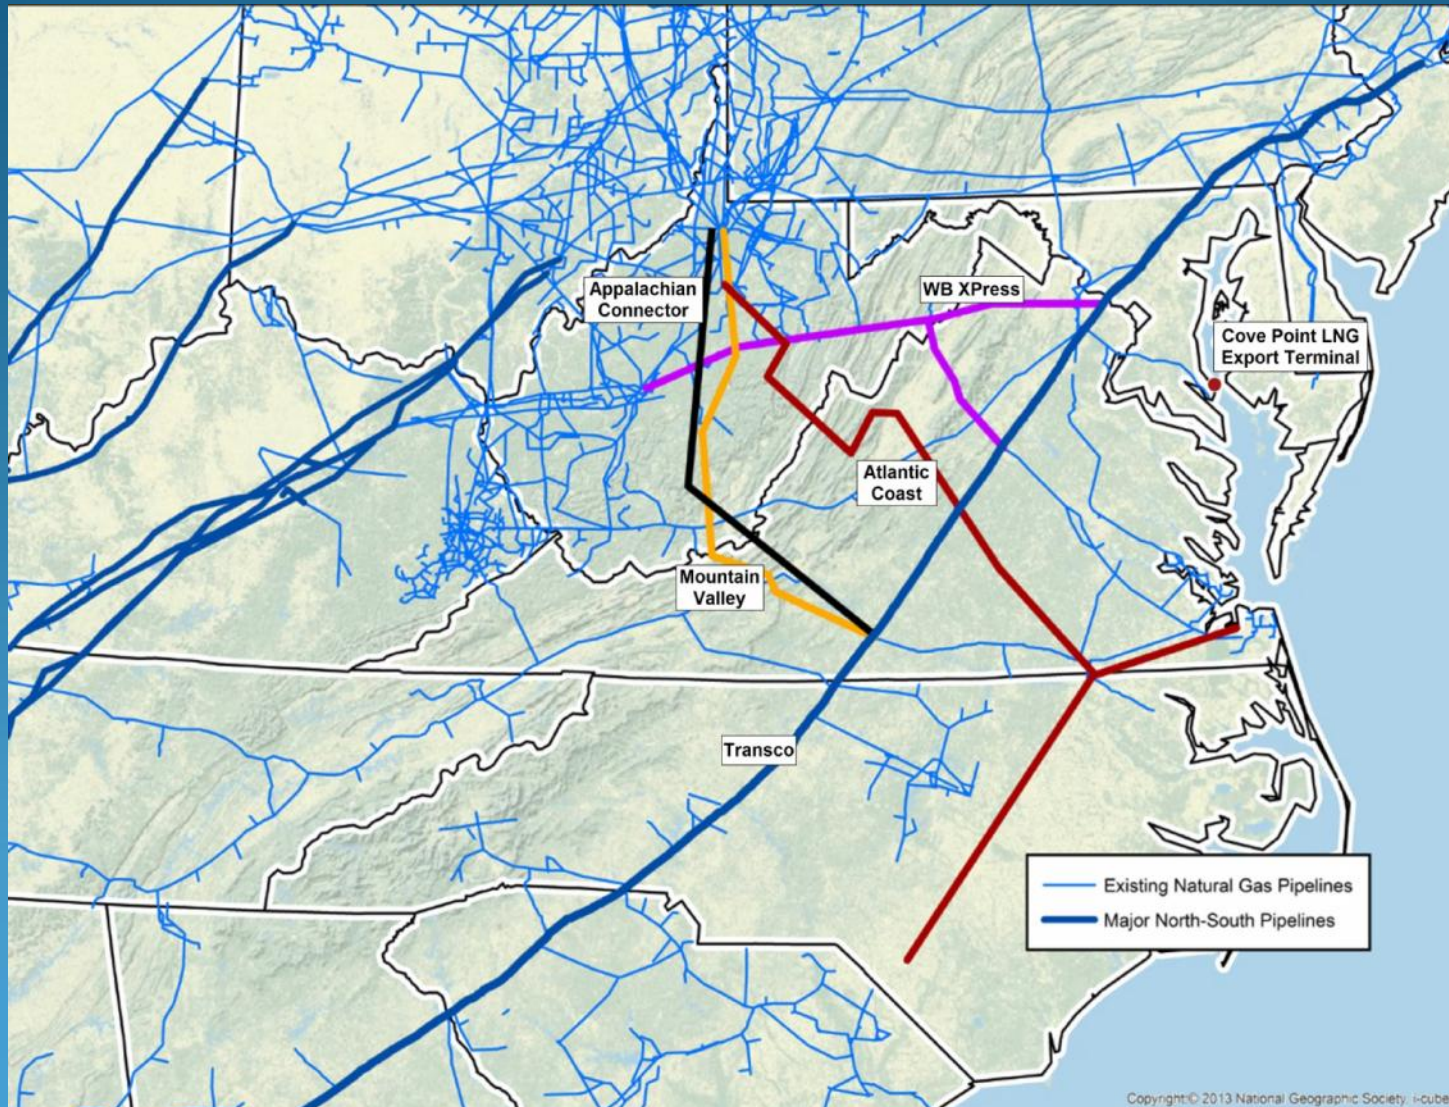 Appalachian
Connector
WB XPress
Cove Point LNG
Export Terminal
Atlantic
Coast
Mountain
Valley
Transco
Existing Natural Gas Pipelines
Major North-South Pipelines
Copyright:© 2013 National Geographic Society, i-cube